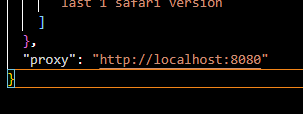 last 1 safari version"
]
},
"proxy": "http://localhost:8080"
}